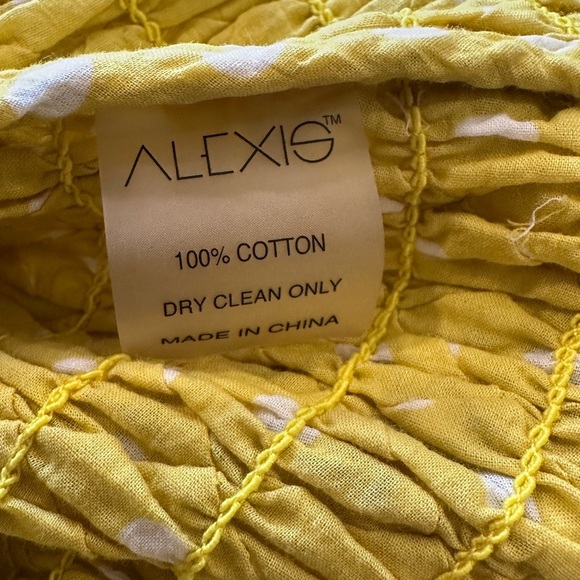 ALEXIS™
100% COTTON
DRY CLEAN ONLY
MADE IN CHINA